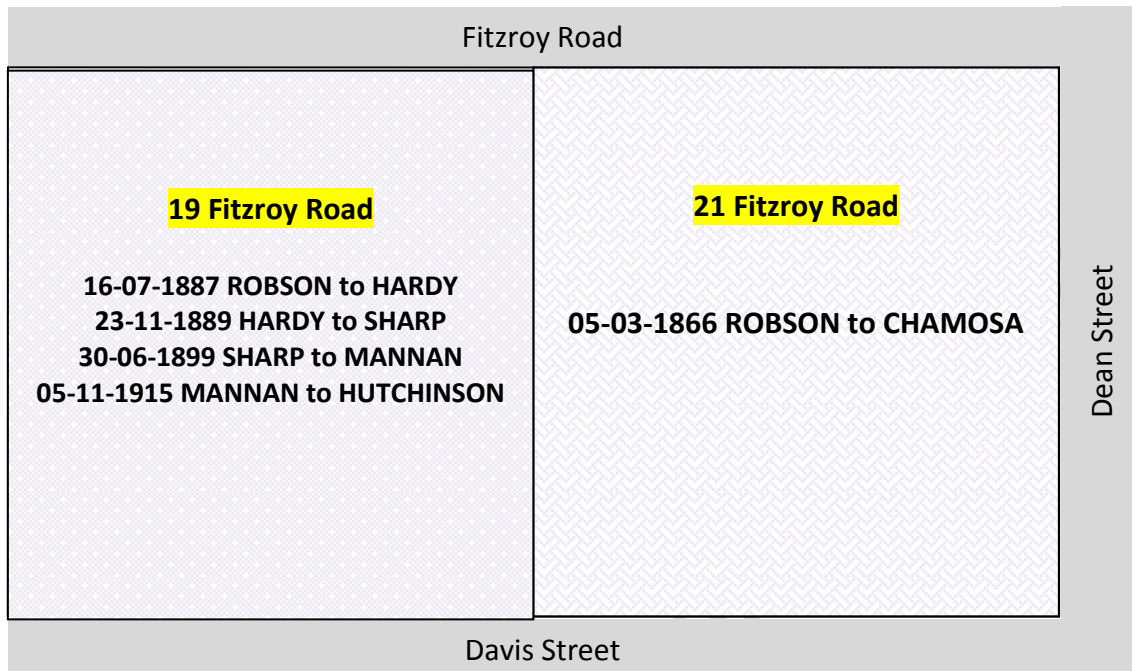 Fitzroy Road
19 Fitzroy Road
16-07-1887 ROBSON to HARDY
23-11-1889 HARDY to SHARP
30-06-1899 SHARP to MANNAN
05-11-1915 MANNAN to HUTCHINSON
21 Fitzroy Road
05-03-1866 ROBSON to CHAMOSA
Dean Street
Davis Street